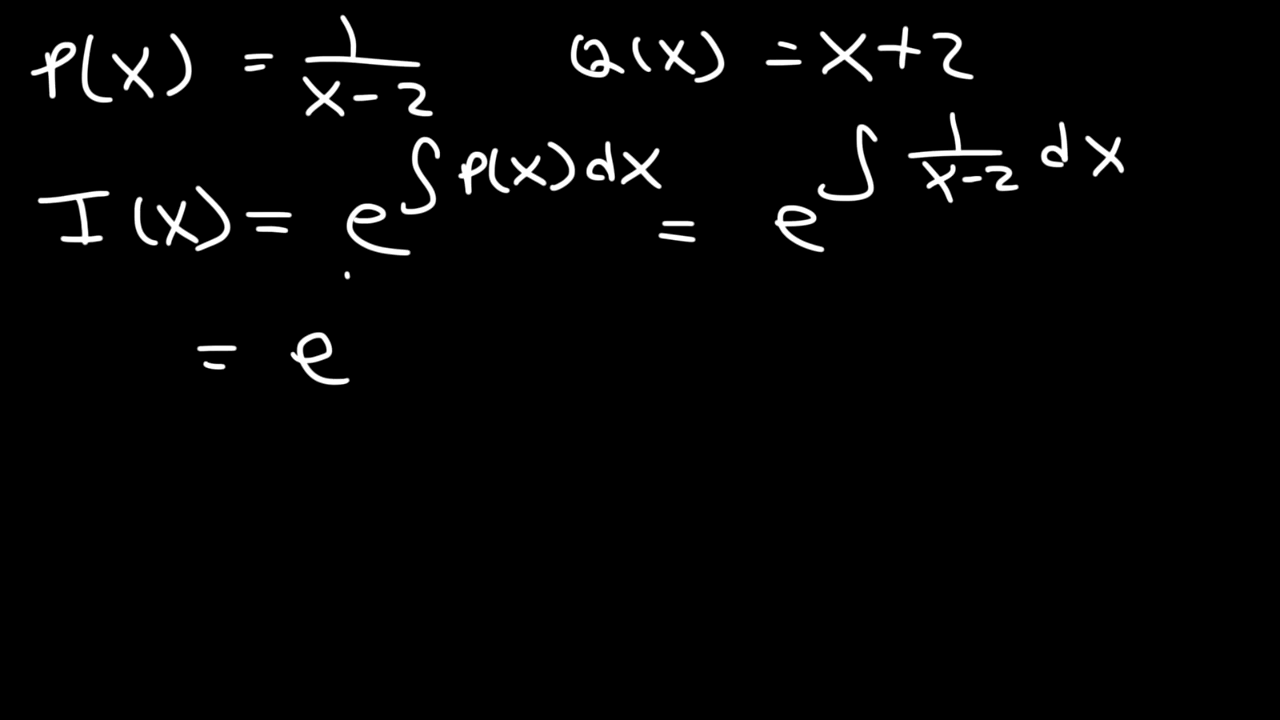 P(x) = 1/(x-2) Q(x) = x+2
I(x) = e^∫P(x)dx = e^∫1/(x-2) dx
= e